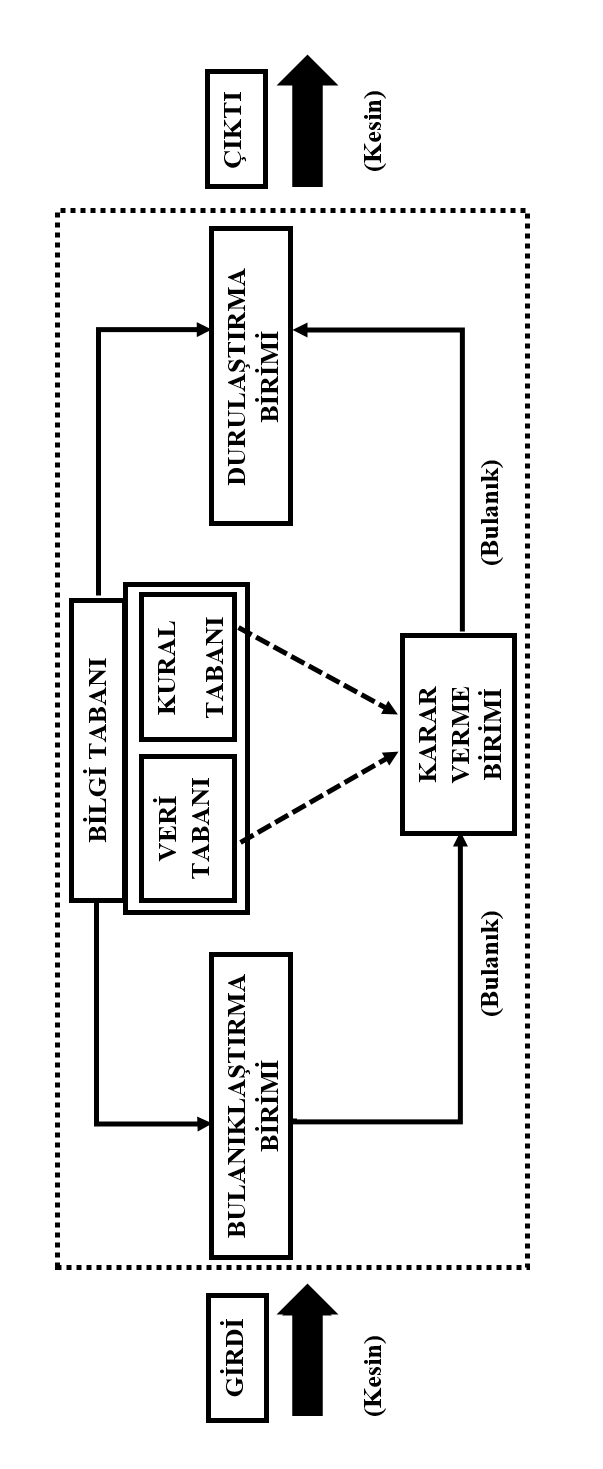 BİLGİ TABANI
VERİ
TABANI
KURAL
TABANI
GİRDİ
(Kesin)
BULANIKLAŞTIRMA
BİRİMİ
DURULAŞTIRMA
BİRİMİ
ÇIKTI
(Kesin)
KARAR
VERME
BİRİMİ
(Bulanık)
(Bulanık)